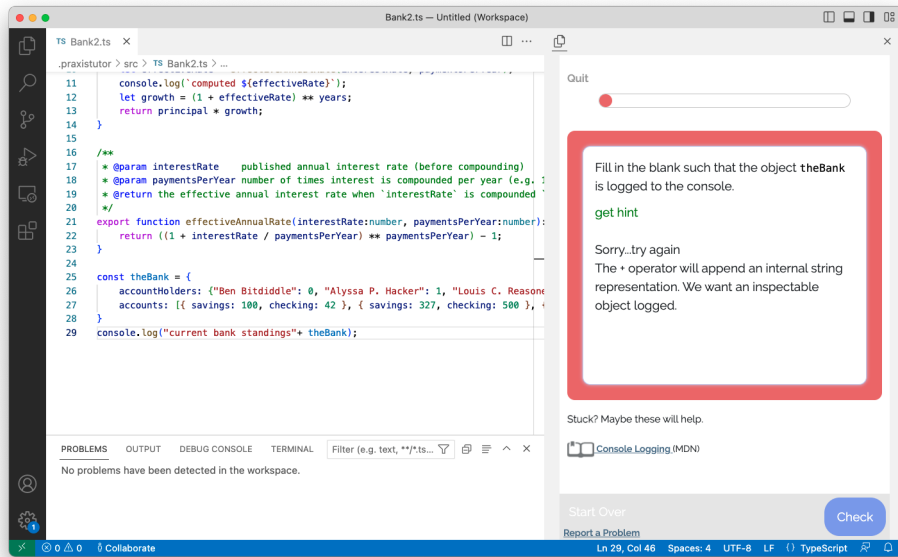 Bank2.ts — Untitled (Workspace)
TS Bank2.ts ×
.praxistutor > src > TS Bank2.ts > ...
11 console.log(`computed ${effectiveRate}`);
12 let growth = (1 + effectiveRate) ** years;
13 return principal * growth;
14 }
15
16 /**
17 * @param interestRate published annual interest rate (before compounding)
18 * @param paymentsPerYear number of times interest is compounded per year (e.g. 1
19 * @return the effective annual interest rate when `interestRate` is compounded `
20 */
21 export function effectiveAnnualRate(interestRate:number, paymentsPerYear:number):
22 return ((1 + interestRate / paymentsPerYear) ** paymentsPerYear) - 1;
23 }
24
25 const theBank = {
26 accountHolders: {"Ben Bitdiddle": 0, "Alyssa P. Hacker": 1, "Louis C. Reasone
27 accounts: [{ savings: 100, checking: 42 }, { savings: 327, checking: 500 }, {
28 }
29 console.log("current bank standings"+ theBank);
PROBLEMS OUTPUT DEBUG CONSOLE TERMINAL Filter (e.g. text, **/*.ts...
No problems have been detected in the workspace.
Quit
Fill in the blank such that the object theBank
is logged to the console.
get hint
Sorry...try again
The + operator will append an internal string
representation. We want an inspectable
object logged.
Stuck? Maybe these will help.
Console Logging (MDN)
Start Over
Check
Report a Problem
1
0 0 Collaborate
Ln 29, Col 46 Spaces: 4 UTF-8 LF {} TypeScript